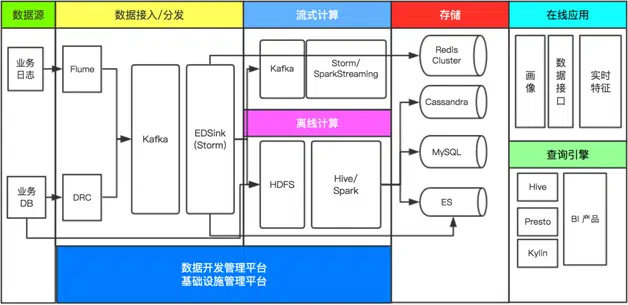 数据源
数据接入/分发
流式计算
存储
在线应用
业务
日志
Flume
Kafka
EDSink
(Storm)
Kafka
Storm/
SparkStreaming
Redis
Cluster
Cassandra
画
像
数
据
接
口
实时
特征
离线计算
业务
DB
DRC
HDFS
Hive/
Spark
MySQL
ES
查询引擎
Hive
Presto
Kylin
BI 产品
数据开发管理平台
基础设施管理平台